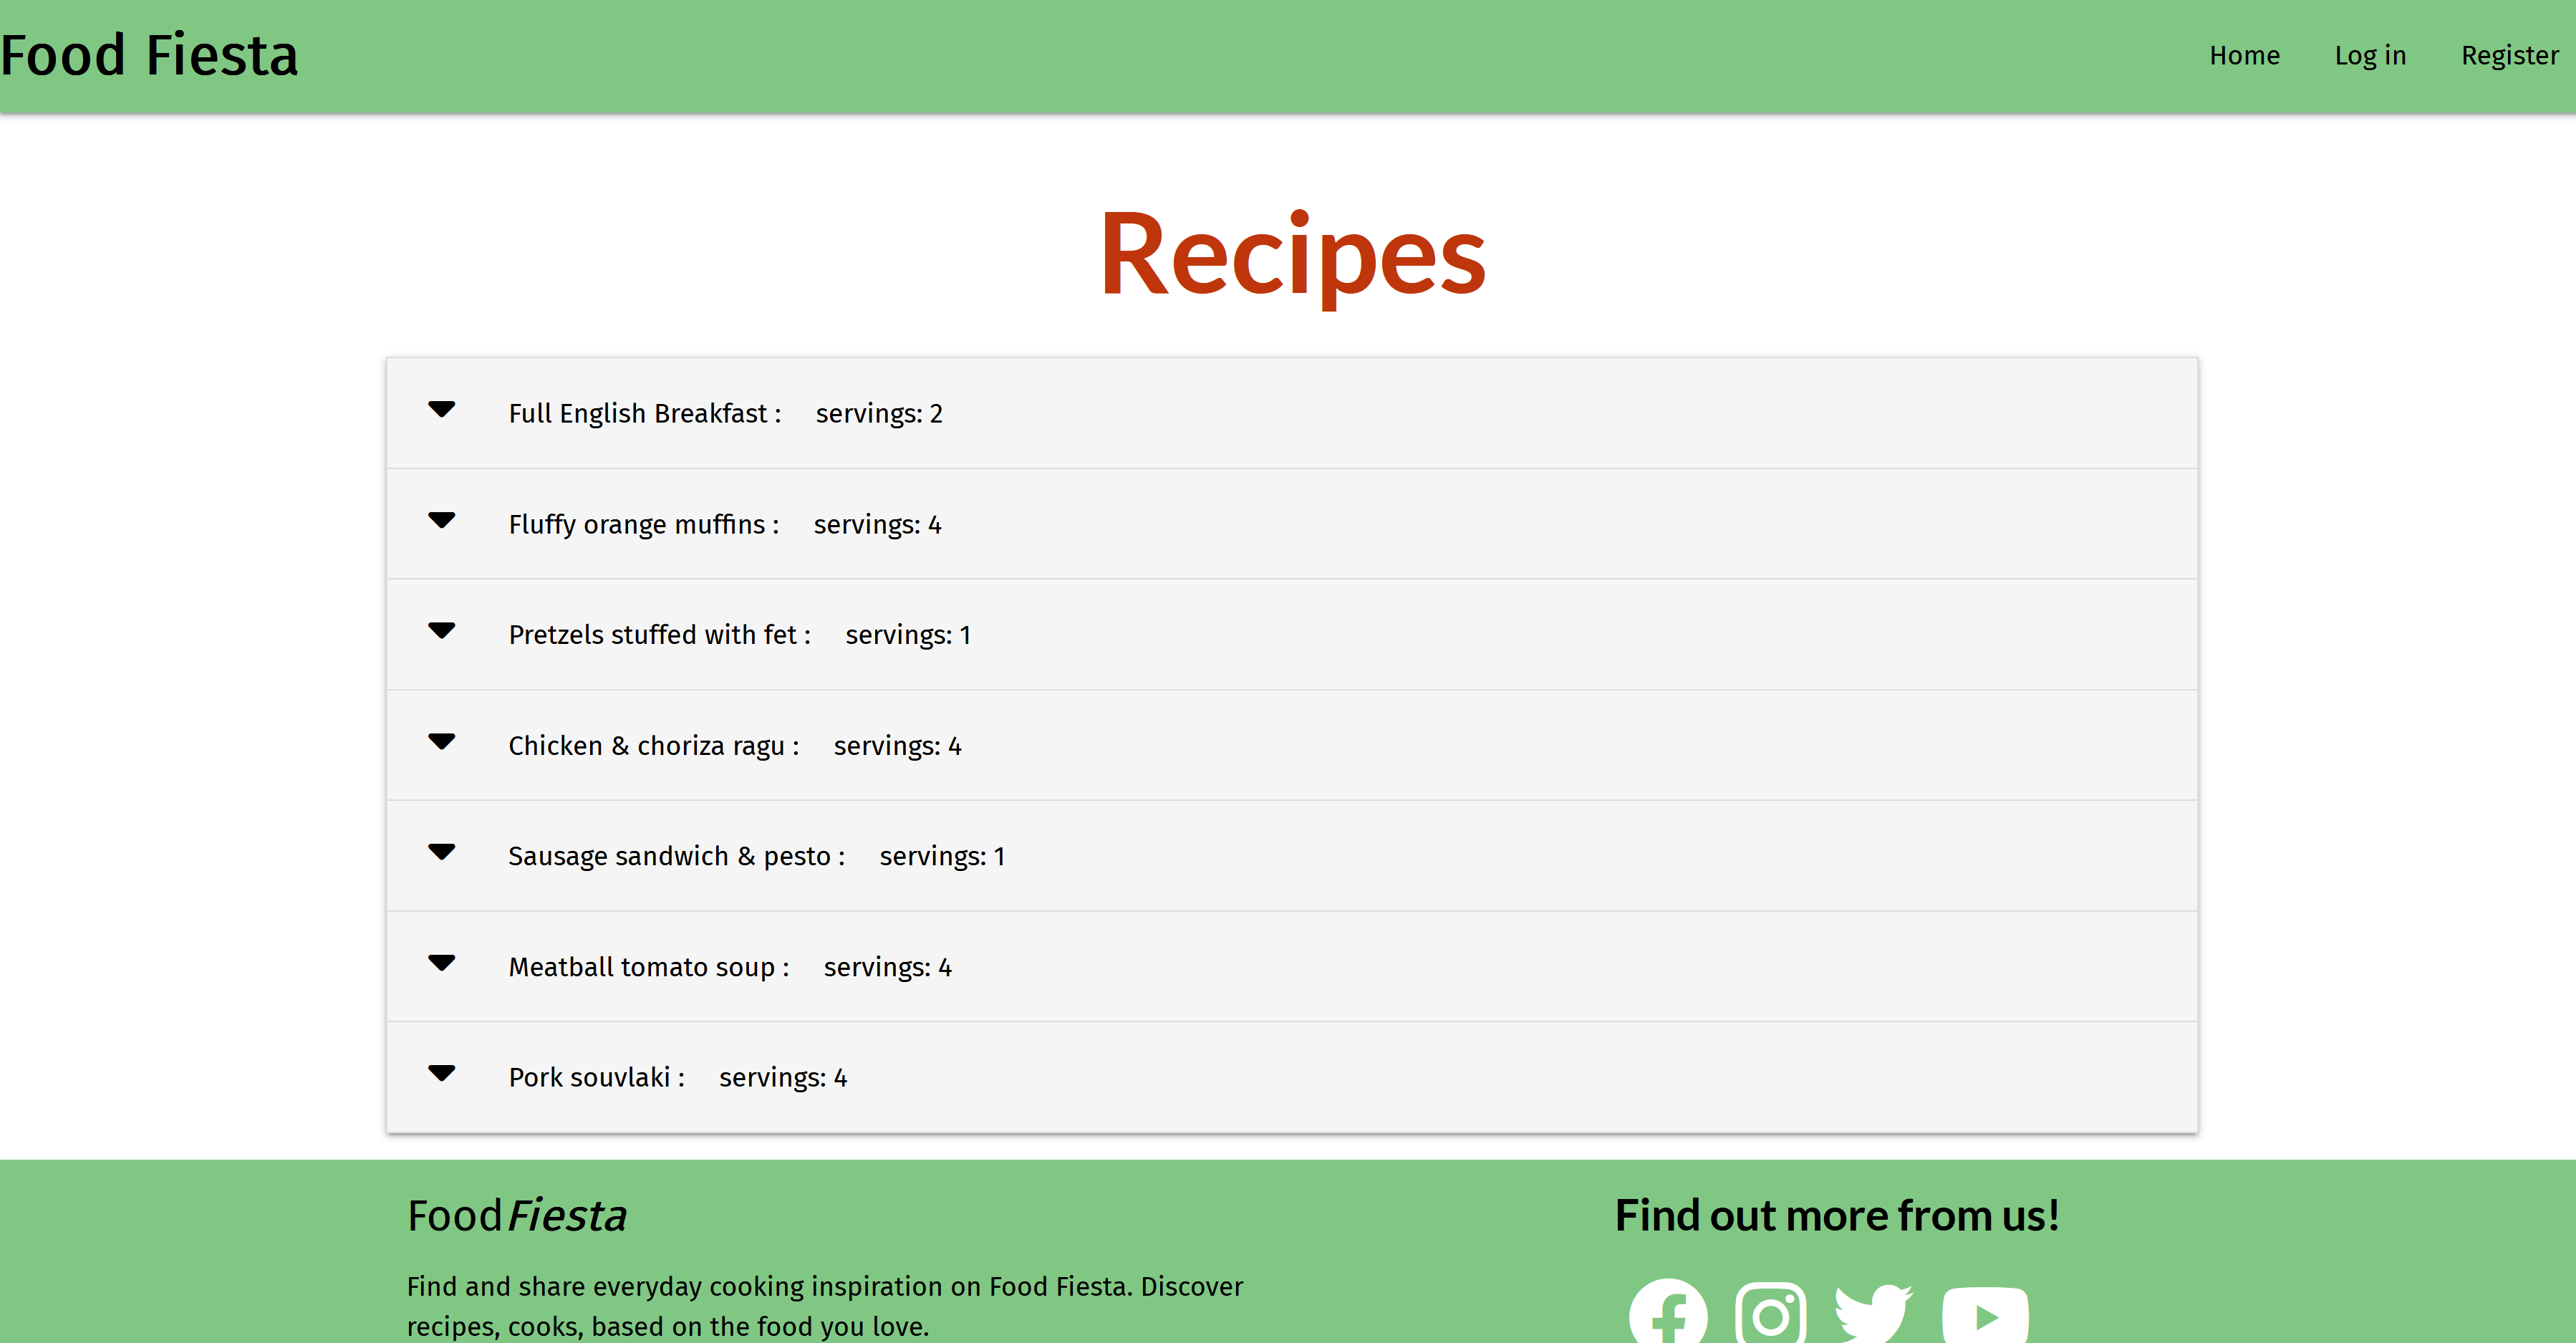 Food Fiesta
Home Log in Register
Recipes
Full English Breakfast : servings: 2
Fluffy orange muffins : servings: 4
Pretzels stuffed with fet : servings: 1
Chicken & choriza ragu : servings: 4
Sausage sandwich & pesto : servings: 1
Meatball tomato soup : servings: 4
Pork souvlaki : servings: 4
FoodFiesta
Find and share everyday cooking inspiration on Food Fiesta. Discover
recipes, cooks, based on the food you love.
Find out more from us!